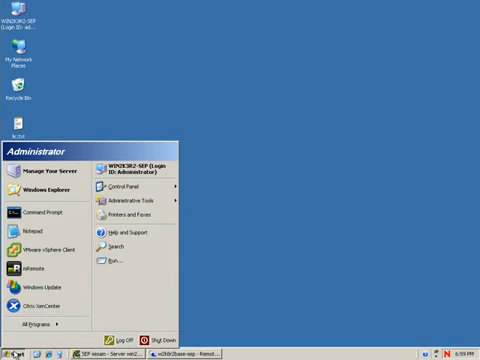 WIN2K3R2-SEP
(Login ID: ad...
My Network
Places
Recycle Bin
lic.txt
Administrator
Manage Your Server
Windows Explorer
Command Prompt
Notepad
VMware vSphere Client
mRemote
Windows Update
Citrix XenCenter
All Programs
WIN2K3R2-SEP (Login
ID: Administrator)
Control Panel
Administrative Tools
Printers and Faxes
Help and Support
Search
Run...
Log Off
Shut Down
SEP sesam - Server win2...
w2k8r2base-sep - Remot...
6:59 PM